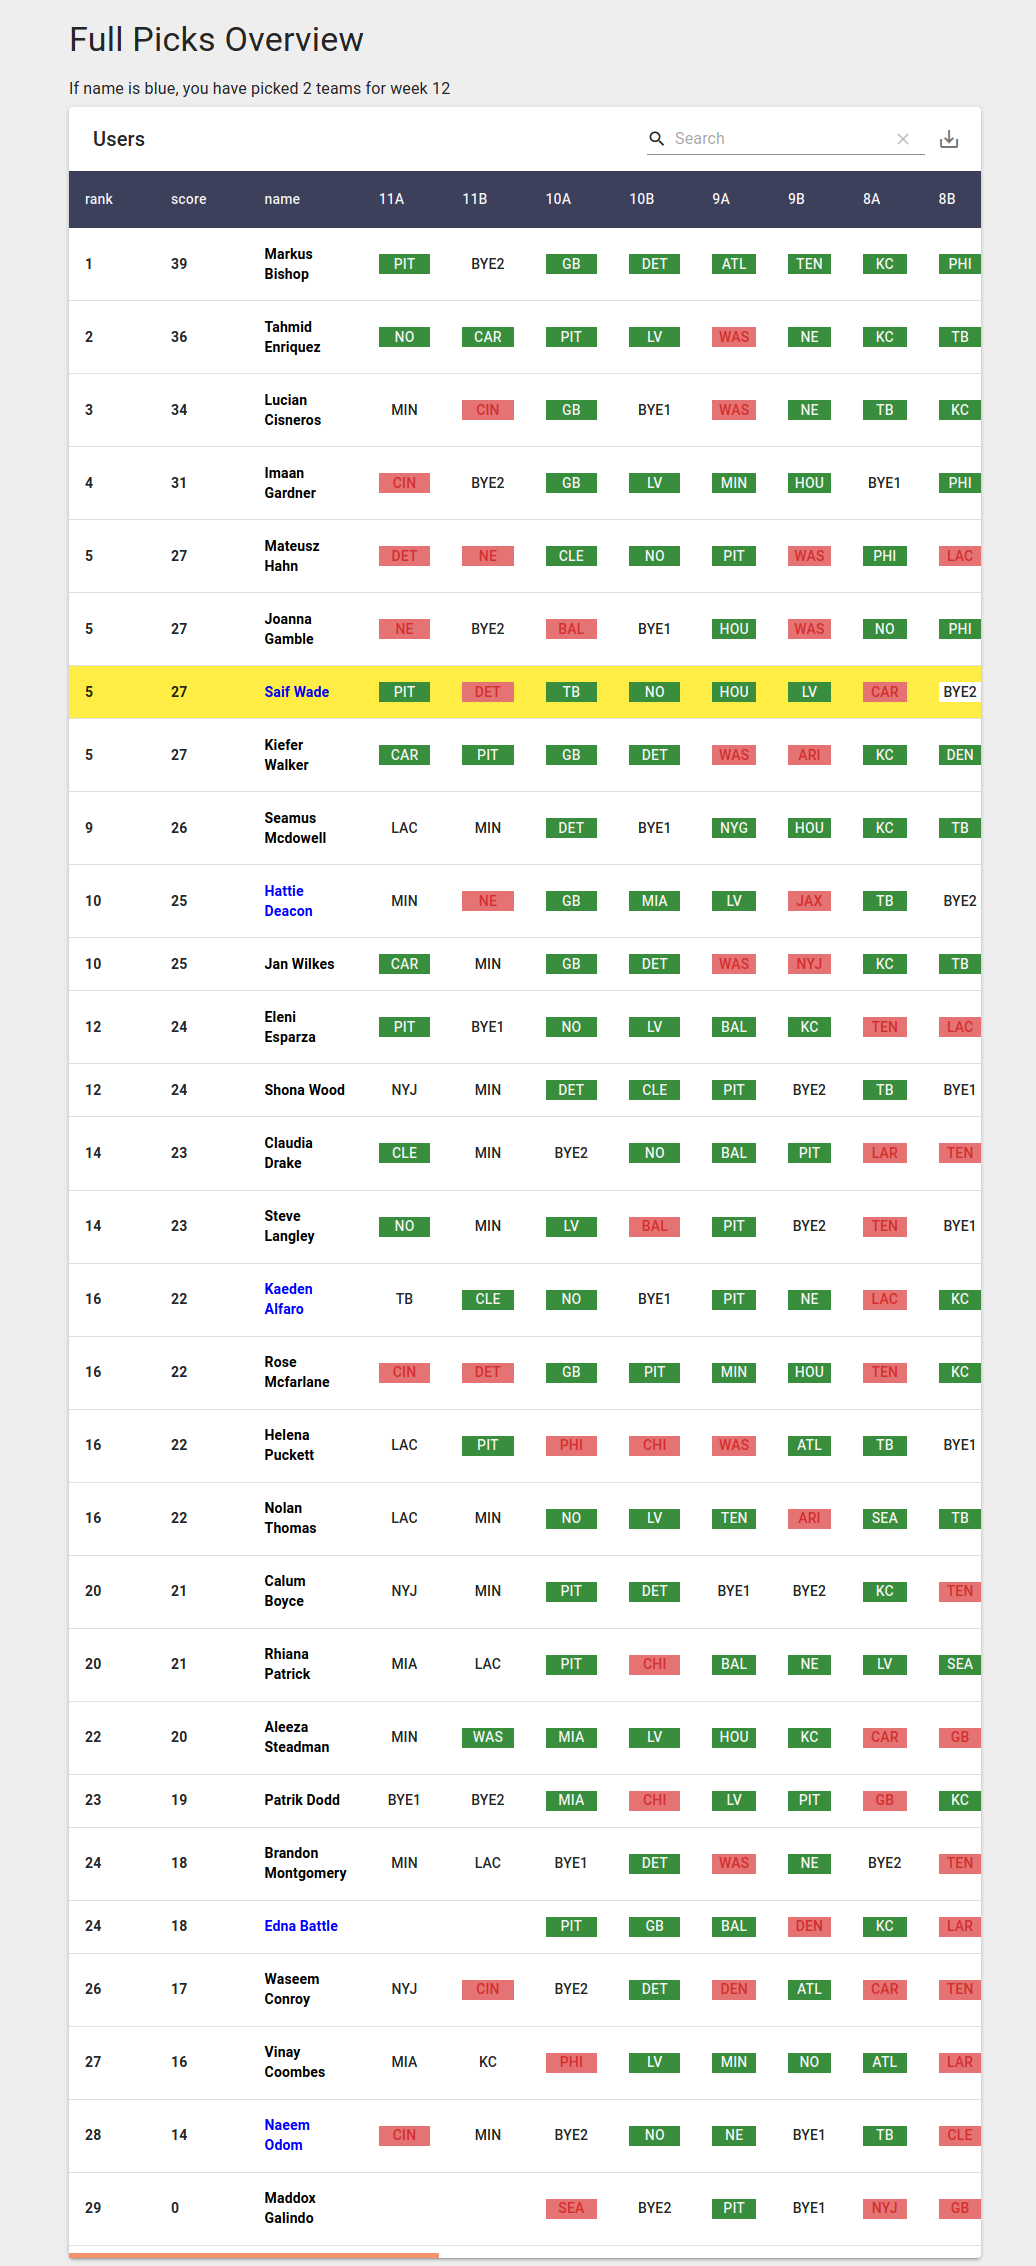 Full Picks Overview
If name is blue, you have picked 2 teams for week 12
Users Search
rank score name 11A 11B 10A 10B 9A 9B 8A 8B
1 39 Markus Bishop PIT BYE2 GB DET ATL TEN KC PHI
2 36 Tahmid Enriquez NO CAR PIT LV WAS NE KC TB
3 34 Lucian Cisneros MIN CIN GB BYE1 WAS NE TB KC
4 31 Imaan Gardner CIN BYE2 GB LV MIN HOU BYE1 PHI
5 27 Mateusz Hahn DET NE CLE NO PIT WAS PHI LAC
5 27 Joanna Gamble NE BYE2 BAL BYE1 HOU WAS NO PHI
5 27 Saif Wade PIT DET TB NO HOU LV CAR BYE2
5 27 Kiefer Walker CAR PIT GB DET WAS ARI KC DEN
9 26 Seamus Mcdowell LAC MIN DET BYE1 NYG HOU KC TB
10 25 Hattie Deacon MIN NE GB MIA LV JAX TB BYE2
10 25 Jan Wilkes CAR MIN GB DET WAS NYJ KC TB
12 24 Eleni Esparza PIT BYE1 NO LV BAL KC TEN LAC
12 24 Shona Wood NYJ MIN DET CLE PIT BYE2 TB BYE1
14 23 Claudia Drake CLE MIN BYE2 NO BAL PIT LAR TEN
14 23 Steve Langley NO MIN LV BAL PIT BYE2 TEN BYE1
16 22 Kaeden Alfaro TB CLE NO BYE1 PIT NE LAC KC
16 22 Rose Mcfarlane CIN DET GB PIT MIN HOU TEN KC
16 22 Helena Puckett LAC PIT PHI CHI WAS ATL TB BYE1
16 22 Nolan Thomas LAC MIN NO LV TEN ARI SEA TB
20 21 Calum Boyce NYJ MIN PIT DET BYE1 BYE2 KC TEN
20 21 Rhiana Patrick MIA LAC PIT CHI BAL NE LV SEA
22 20 Aleeza Steadman MIN WAS MIA LV HOU KC CAR GB
23 19 Patrik Dodd BYE1 BYE2 MIA CHI LV PIT GB KC
24 18 Brandon Montgomery MIN LAC BYE1 DET WAS NE BYE2 TEN
24 18 Edna Battle PIT GB BAL DEN KC LAR
26 17 Waseem Conroy NYJ CIN BYE2 DET DEN ATL CAR TEN
27 16 Vinay Coombes MIA KC PHI LV MIN NO ATL LAR
28 14 Naeem Odom CIN MIN BYE2 NO NE BYE1 TB CLE
29 0 Maddox Galindo SEA BYE2 PIT BYE1 NYJ GB